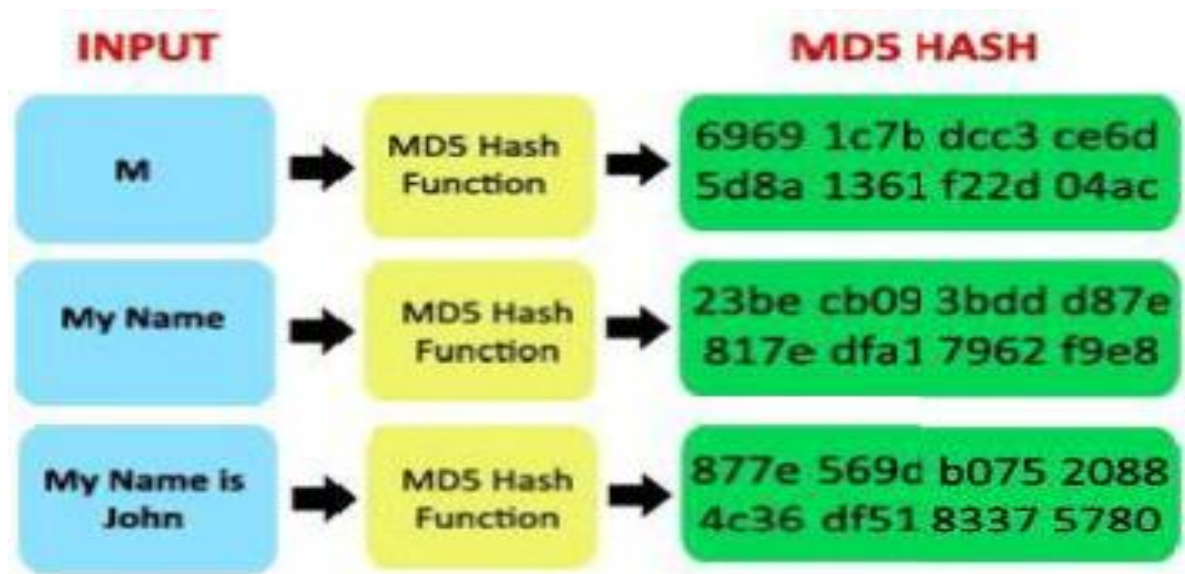 INPUT
MD5 HASH
M
MD5 Hash
Function
6969 1c7b dcc3 ce6d
5d8a 1361 f22d 04ac
My Name
MD5 Hash
Function
23be cb09 3bdd d87e
817e dfa1 7962 f9e8
My Name is
John
MD5 Hash
Function
877e 569d b075 2088
4c36 df51 8337 5780